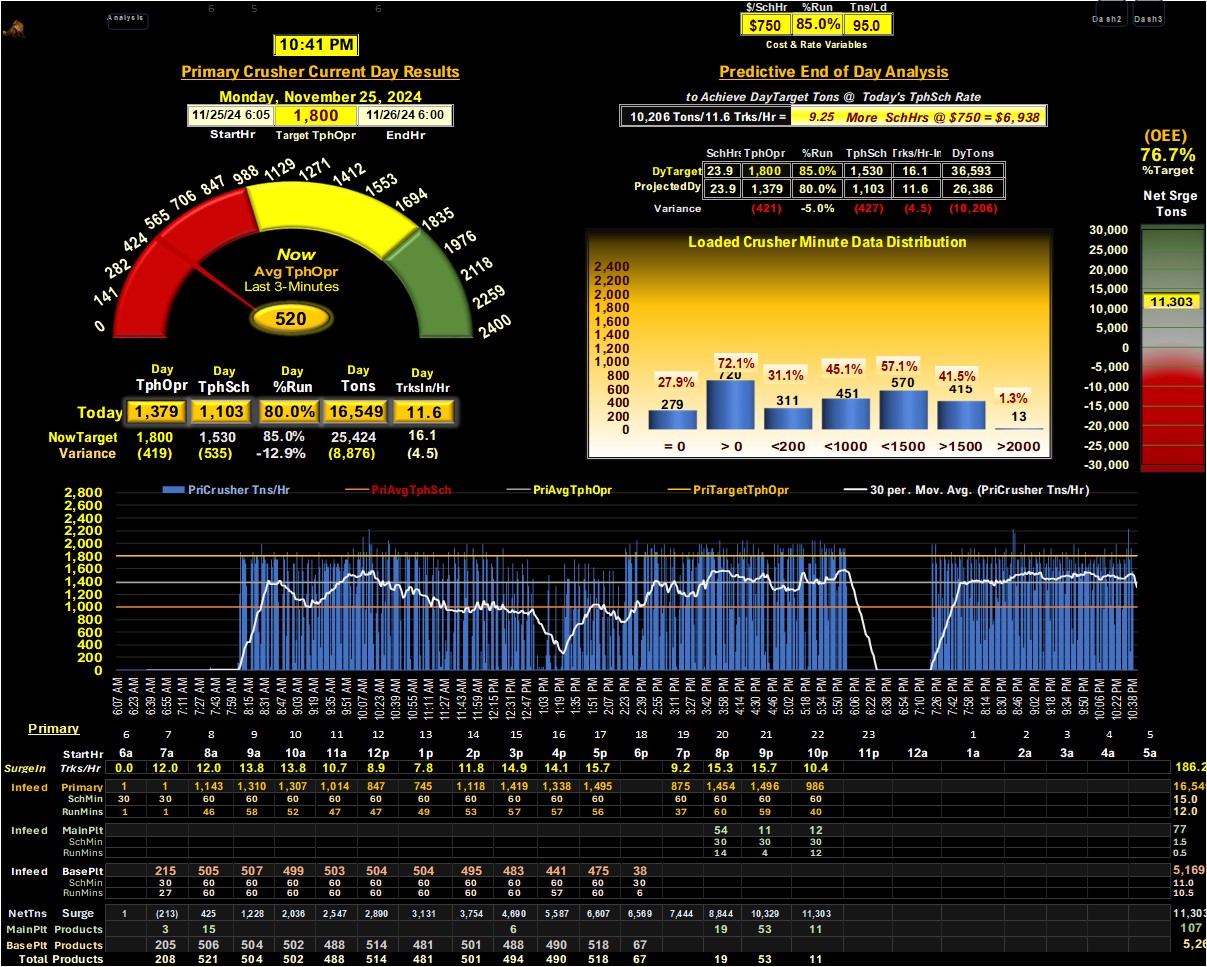 6 5 6
Analysis
$/SchHr %Run Tns/Ld
$750 85.0% 95.0
Cost & Rate Variables
Dash2 Dash3
10:41 PM
Primary Crusher Current Day Results
Monday, November 25, 2024
11/25/24 6:05 1,800 11/26/24 6:00
StartHr Target TphOpr EndHr
0 141 282 424 565 706 847 988 1129 1271 1412 1553 1694 1835 1976 2118 2259 2400
Now
Avg TphOpr
Last 3-Minutes
520
Day Day Day Day Day
TphOpr TphSch %Run Tons TrksIn/Hr
Today 1,379 1,103 80.0% 16,549 11.6
NowTarget 1,800 1,530 85.0% 25,424 16.1
Variance (419) (535) -12.9% (8,876) (4.5)
Predictive End of Day Analysis
to Achieve DayTarget Tons @ Today's TphSch Rate
10,206 Tons/11.6 Trks/Hr = 9.25 More SchHrs @ $750 = $6,938
SchHrs TphOpr %Run TphSch Trks/Hr-In DyTons
DyTarget 23.9 1,800 85.0% 1,530 16.1 36,593
ProjectedDy 23.9 1,379 80.0% 1,103 11.6 26,386
Variance (421) -5.0% (427) (4.5) (10,206)
(OEE)
76.7%
%Target
Net Srge
Tons
30,000
25,000
20,000
15,000
11,303
10,000
5,000
0
-5,000
-10,000
-15,000
-20,000
-25,000
-30,000
Loaded Crusher Minute Data Distribution
2,400
2,200
2,000
1,800
1,600
1,400
1,200
1,000
800
600
400
200
0
27.9% 72.1% 31.1% 45.1% 57.1% 41.5% 1.3%
279 720 311 451 570 415 13
= 0 > 0 <200 <1000 <1500 >1500 >2000
PriCrusher Tns/Hr PriAvgTphSch PriAvgTphOpr PriTargetTphOpr 30 per. Mov. Avg. (PriCrusher Tns/Hr)
2,800
2,600
2,400
2,200
2,000
1,800
1,600
1,400
1,200
1,000
800
600
400
200
0
6:07 AM 6:23 AM 6:39 AM 6:55 AM 7:11 AM 7:27 AM 7:43 AM 7:59 AM 8:15 AM 8:31 AM 8:47 AM 9:03 AM 9:19 AM 9:35 AM 9:51 AM 10:07 AM 10:23 AM 10:39 AM 10:55 AM 11:11 AM 11:27 AM 11:43 AM 11:59 AM 12:15 PM 12:31 PM 12:47 PM 1:03 PM 1:19 PM 1:35 PM 1:51 PM 2:07 PM 2:23 PM 2:39 PM 2:55 PM 3:11 PM 3:27 PM 3:42 PM 3:58 PM 4:14 PM 4:30 PM 4:46 PM 5:02 PM 5:18 PM 5:34 PM 5:50 PM 6:06 PM 6:22 PM 6:38 PM 6:54 PM 7:10 PM 7:26 PM 7:42 PM 7:58 PM 8:14 PM 8:30 PM 8:46 PM 9:02 PM 9:18 PM 9:34 PM 9:50 PM 10:06 PM 10:22 PM 10:38 PM
Primary 6 7 8 9 10 11 12 13 14 15 16 17 18 19 20 21 22 23 1 2 3 4 5
StartHr 6a 7a 8a 9a 10a 11a 12p 1p 2p 3p 4p 5p 6p 7p 8p 9p 10p 11p 12a 1a 2a 3a 4a 5a
SurgeIn Trks/Hr 0.0 12.0 12.0 13.8 13.8 10.7 8.9 7.8 11.8 14.9 14.1 15.7 9.2 15.3 15.7 10.4 186.2
Infeed Primary 1 1 1,143 1,310 1,307 1,014 847 745 1,118 1,419 1,338 1,495 875 1,454 1,496 986 16,549
SchMin 30 30 60 60 60 60 60 60 60 60 60 60 60 60 60 60 15.0
RunMins 1 1 46 58 52 47 47 49 53 57 57 56 37 60 59 40 12.0
Infeed MainPlt 54 11 12 77
SchMin 30 30 30 1.5
RunMins 14 4 12 0.5
Infeed BasePlt 215 505 507 499 503 504 504 495 483 441 475 38 5,169
SchMin 30 60 60 60 60 60 60 60 60 60 60 30 11.0
RunMins 27 60 60 60 60 60 60 60 60 57 60 6 10.5
NetTns Surge 1 (213) 425 1,228 2,036 2,547 2,890 3,131 3,754 4,690 5,587 6,607 6,569 7,444 8,844 10,329 11,303 11,303
MainPlt Products 3 15 6 19 53 11 107
BasePlt Products 205 506 504 502 488 514 481 501 488 490 518 67 5,26
Total Products 208 521 504 502 488 514 481 501 494 490 518 67 19 53 11